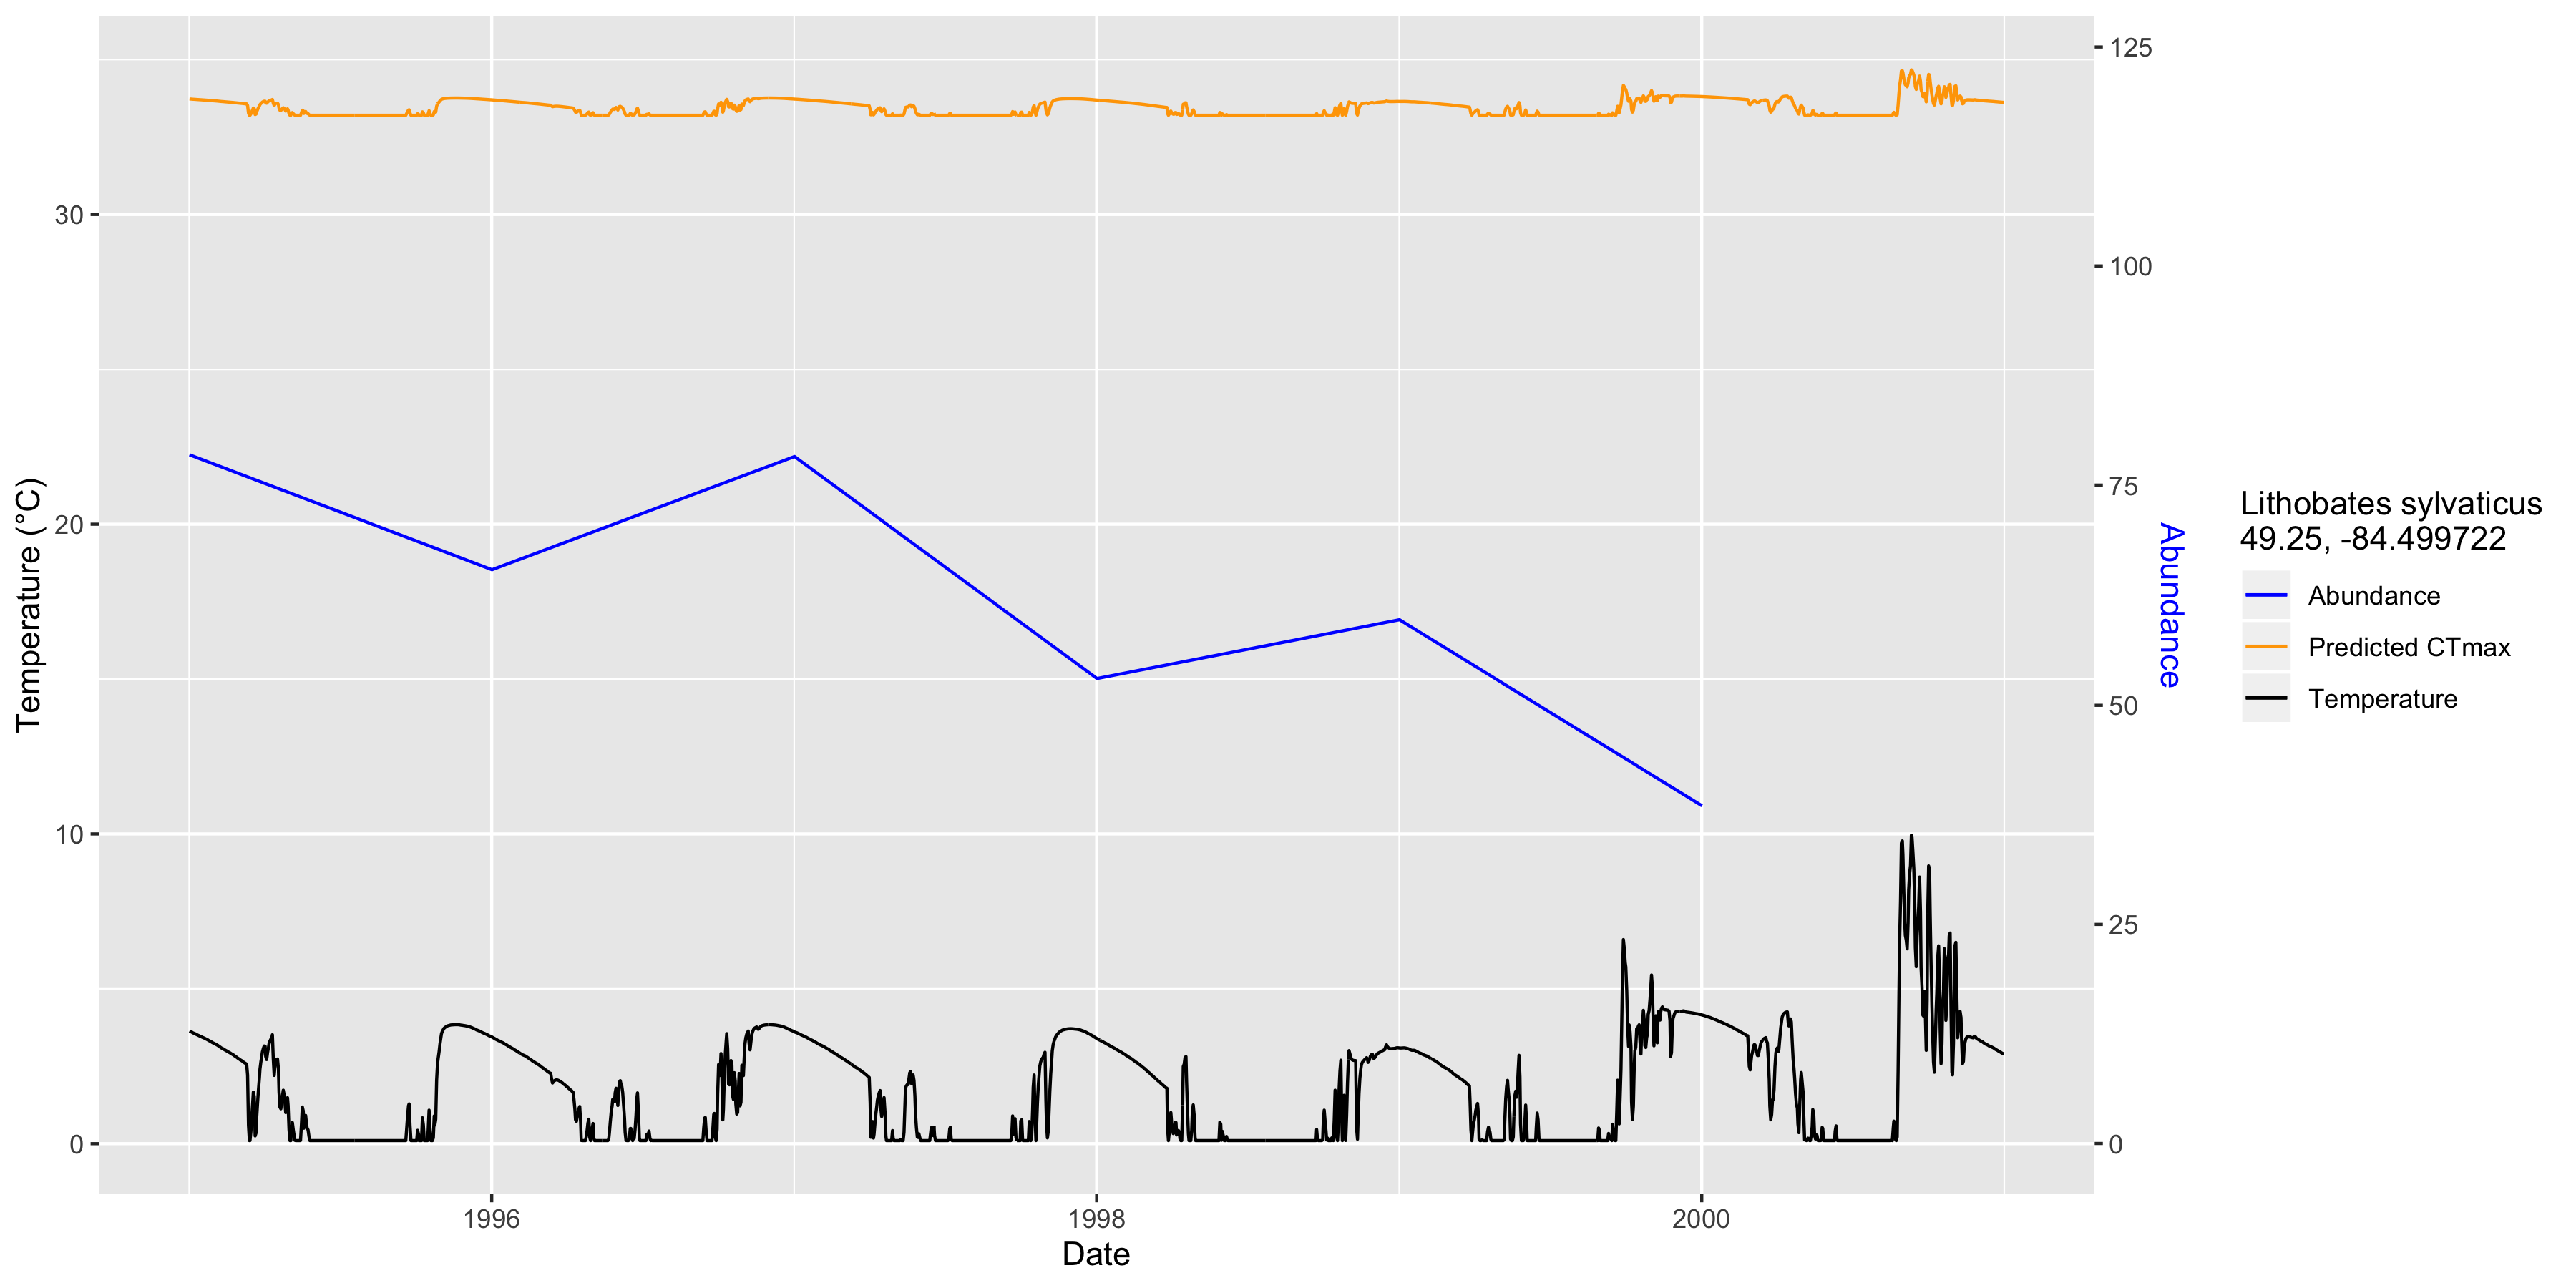 Temperature (°C)
30
20
10
0
1996
1998
2000
Date
125
100
75
50
25
0
Abundance
Lithobates sylvaticus
49.25, -84.499722
Abundance
Predicted CTmax
Temperature